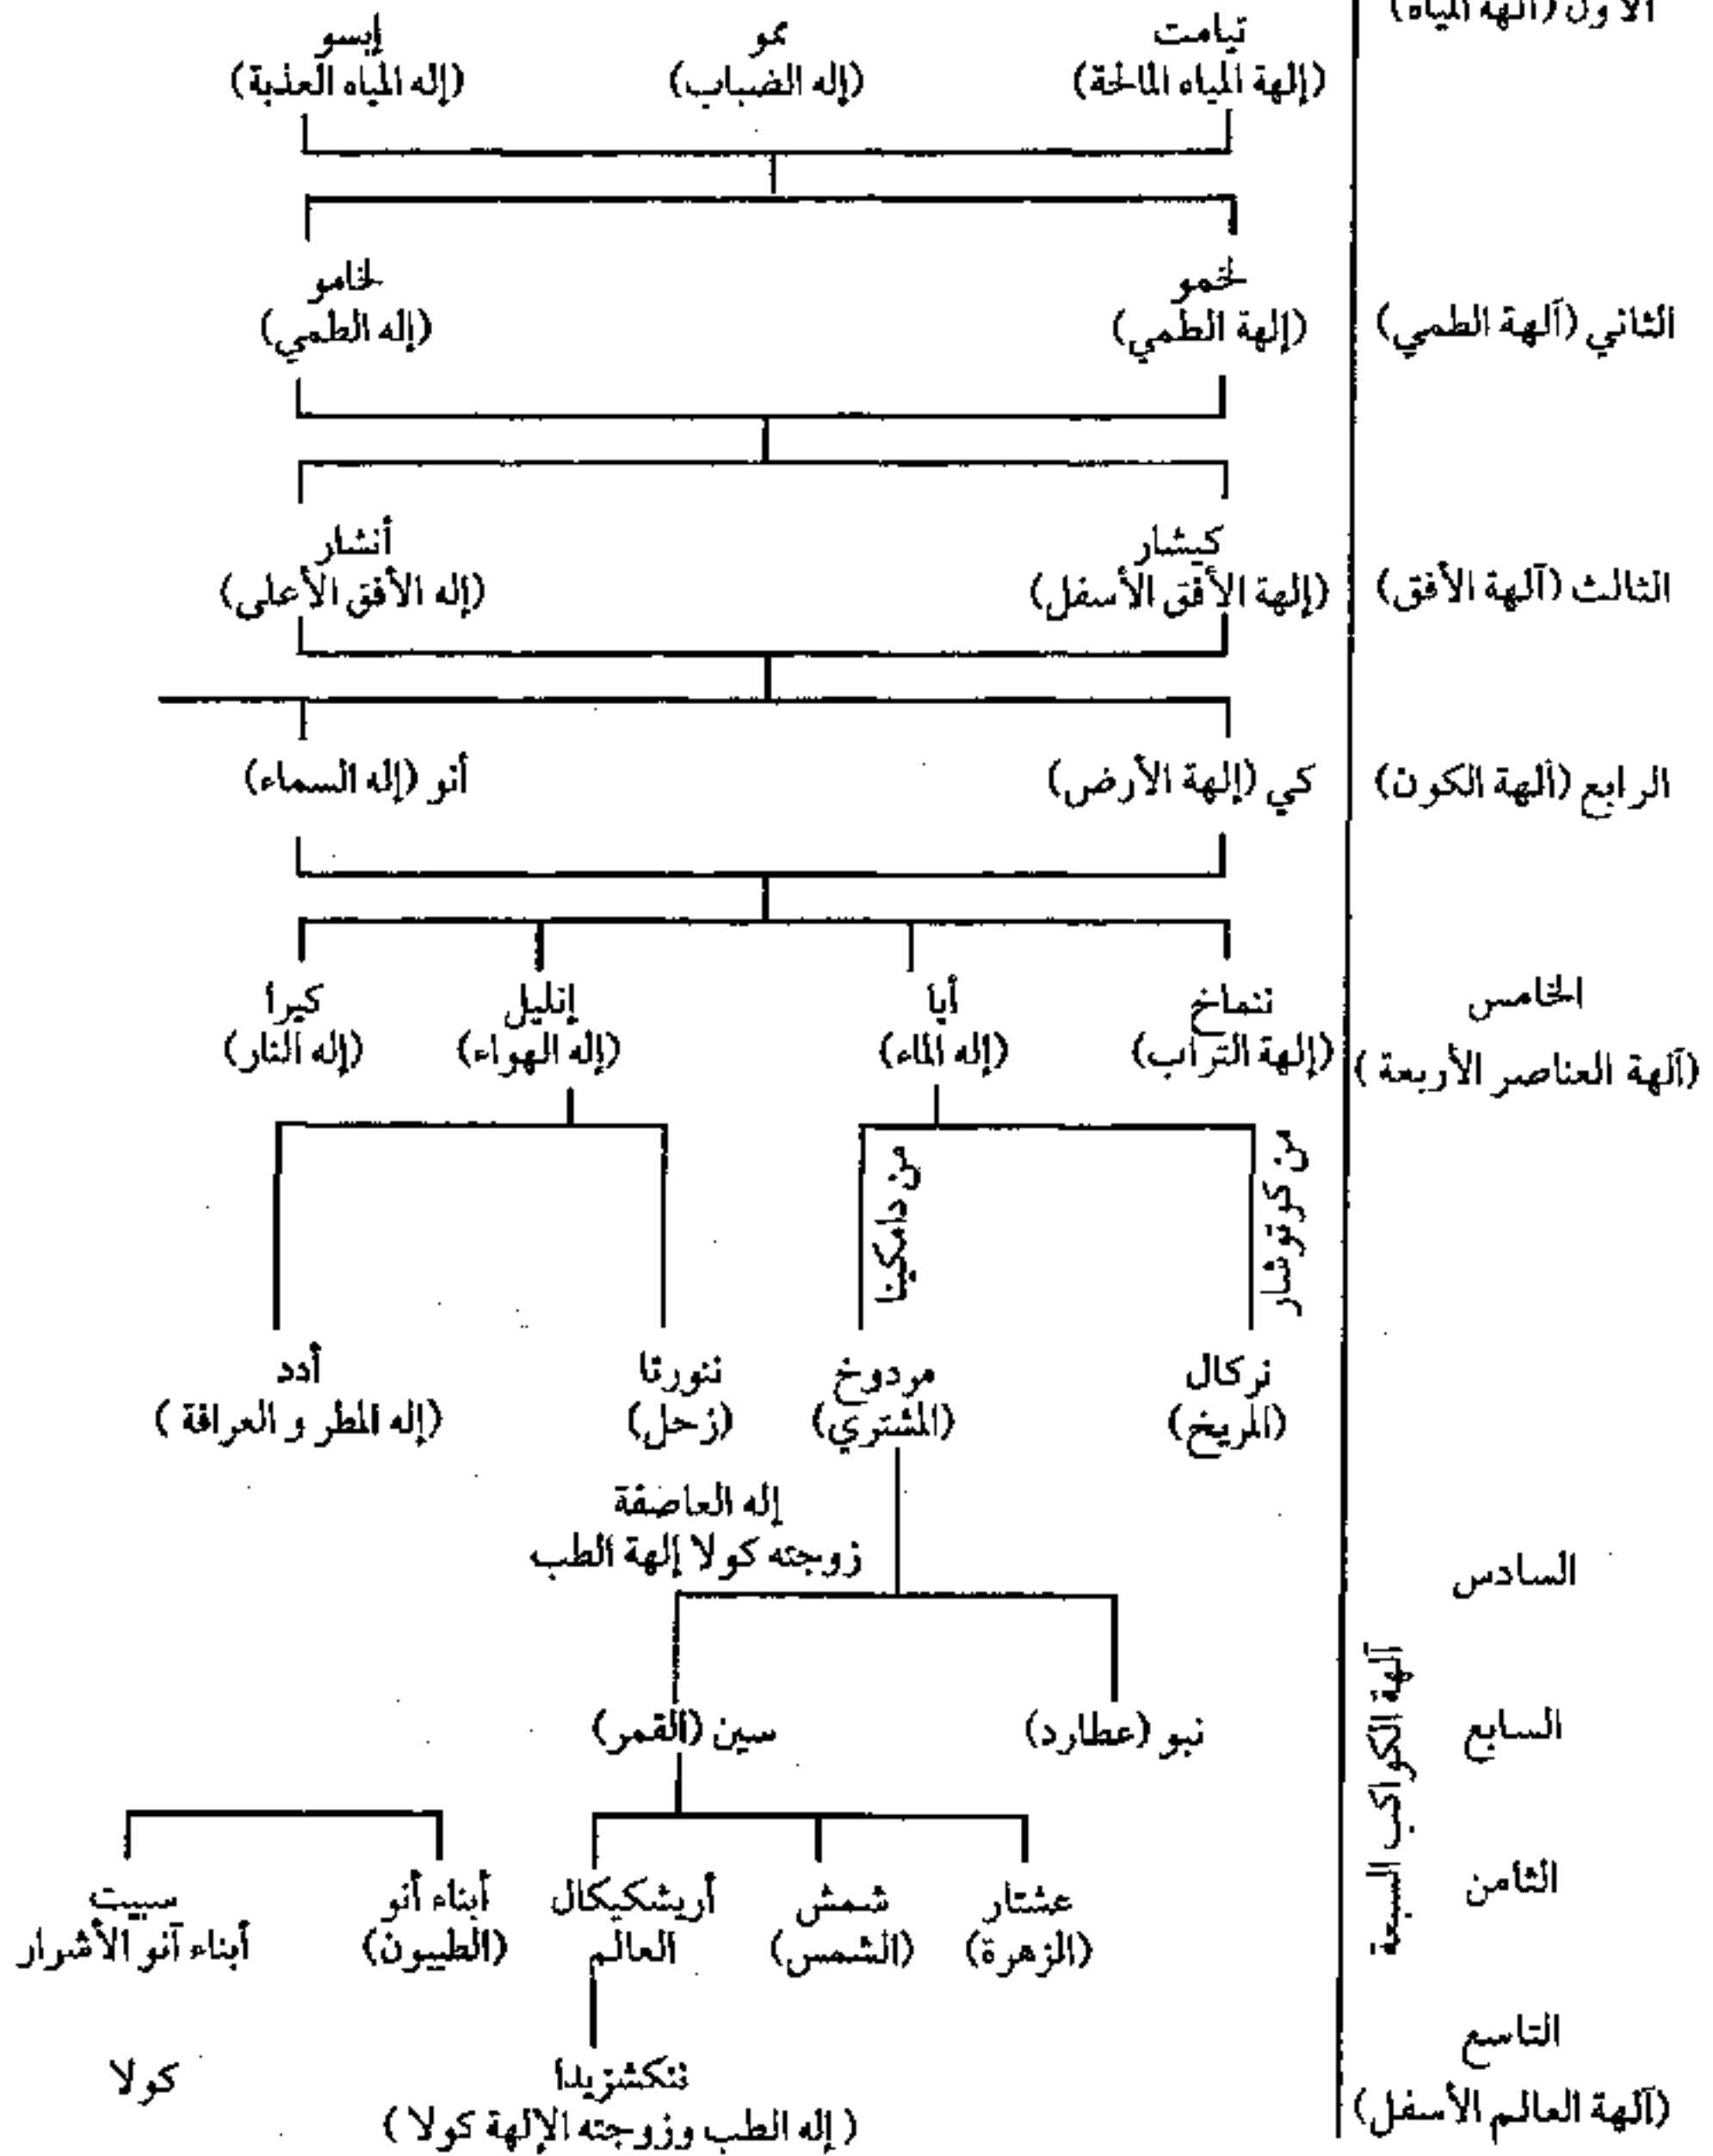 الأول (آلهة المياه)
تيامت
ممو
إبسو
(إلهة المياه المالحة)
(إله الضباب)
(إله المياه العذبة)
لخمو
لخامو
الثاني (آلهة الطمي)
(إلهة الطمي)
(إله الطمي)
كيشار
أنشار
الثالث (آلهة الأفق)
(إلهة الأفق الأسفل)
(إله الأفق الأعلى)
الرابع (آلهة الكون)
كي (إلهة الأرض)
أنو (إله السماء)
الخامس
ننماخ
أيا
إنليل
كيرا
(آلهة العناصر الأربعة)
(إلهة التراب)
(إله الماء)
(إله الهواء)
(إله النار)
من كوتوشار
من دامكينا
نركال
مردوخ
ننورتا
أدد
(المريخ)
(المشتري)
(زحل)
(إله المطر و العرافة)
إله العاصفة
زوجته كولا إلهة الطب
السادس
آلهة الكواكب السبعة
السابع
نبو (عطارد)
سين (القمر)
الثامن
عشتار
شمش
أريشكيكال
أبناء أنو
سيبت
(الزهرة)
(الشمس)
العالم
(الطيبون)
أبناء آنو الأشرار
التاسع
ننكشزيدا
كولا
(آلهة العالم الأسفل)
(إله الطب وزوجته الإلهة كولا)